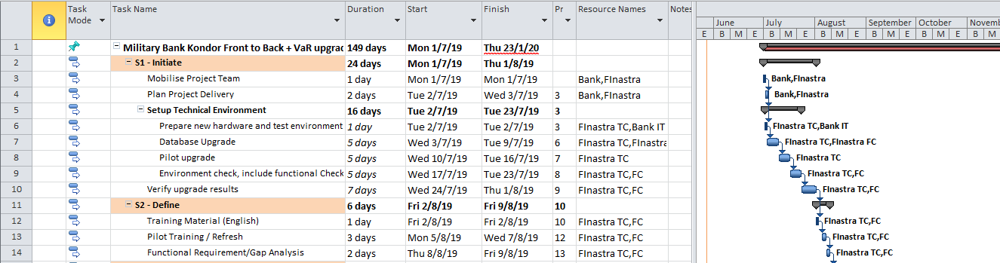 Task Mode Task Name Duration Start Finish Pr Resource Names Notes
June July August September October Novem
E B M E B M E B M E B M E B M E B M
1 Military Bank Kondor Front to Back + VaR upgrad 149 days Mon 1/7/19 Thu 23/1/20
2 S1 - Initiate 24 days Mon 1/7/19 Thu 1/8/19
3 Mobilise Project Team 1 day Mon 1/7/19 Mon 1/7/19 Bank,FInastra Bank,FInastra
4 Plan Project Delivery 2 days Tue 2/7/19 Wed 3/7/19 3 Bank,FInastra Bank,FInastra
5 Setup Technical Environment 16 days Tue 2/7/19 Tue 23/7/19 3
6 Prepare new hardware and test environment 1 day Tue 2/7/19 Tue 2/7/19 3 FInastra TC,Bank IT FInastra TC,Bank IT
7 Database Upgrade 5 days Wed 3/7/19 Tue 9/7/19 6 FInastra TC,FInastra FInastra TC,FInastra FC
8 Pilot upgrade 5 days Wed 10/7/19 Tue 16/7/19 7 FInastra TC FInastra TC
9 Environment check, include functional Check 5 days Wed 17/7/19 Tue 23/7/19 8 FInastra TC,FC FInastra TC,FC
10 Verify upgrade results 7 days Wed 24/7/19 Thu 1/8/19 9 FInastra TC,FC FInastra TC,FC
11 S2 - Define 6 days Fri 2/8/19 Fri 9/8/19 10
12 Training Material (English) 1 day Fri 2/8/19 Fri 2/8/19 10 FInastra TC,FC FInastra TC,FC
13 Pilot Training / Refresh 3 days Mon 5/8/19 Wed 7/8/19 12 FInastra TC,FC FInastra TC,FC
14 Functional Requirement/Gap Analysis 2 days Thu 8/8/19 Fri 9/8/19 13 FInastra TC,FC FInastra TC,FC